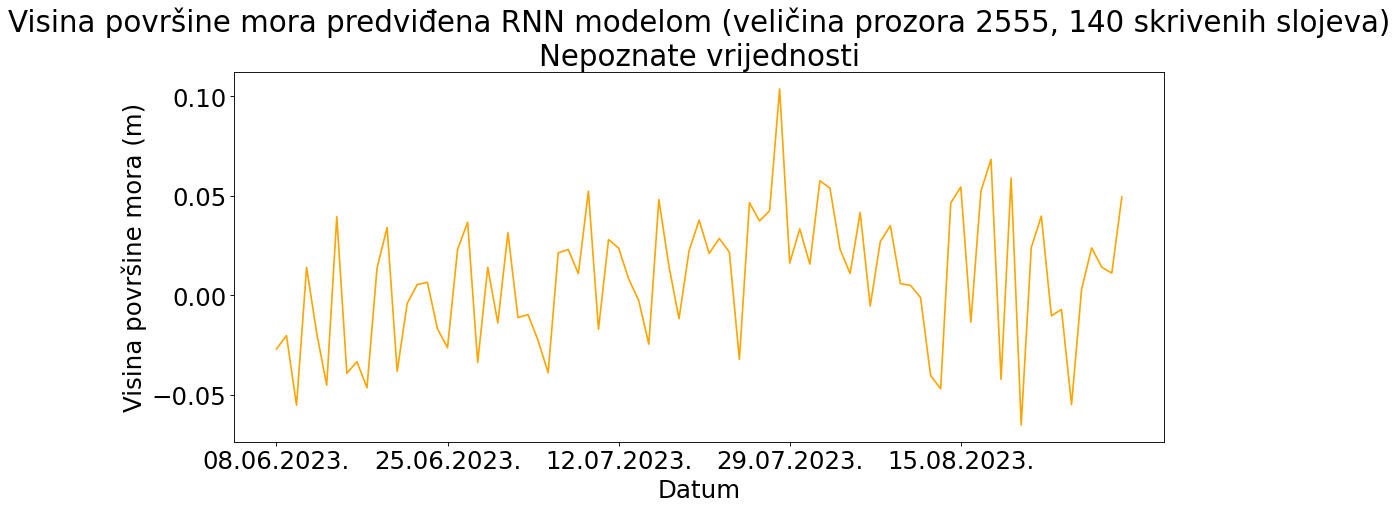 Visina površine mora predviđena RNN modelom (veličina prozora 2555, 140 skrivenih slojeva)
Nepoznate vrijednosti
Visina površine mora (m)
0.10
0.05
0.00
−0.05
08.06.2023. 25.06.2023. 12.07.2023. 29.07.2023. 15.08.2023.
Datum